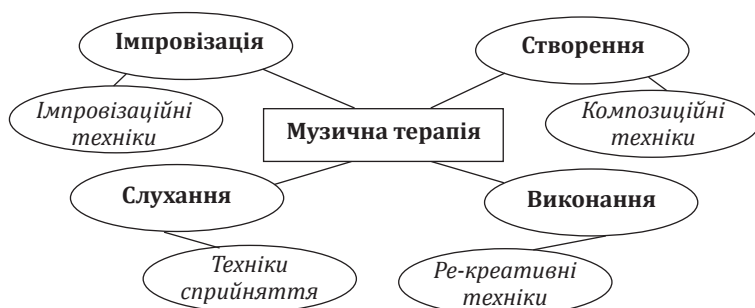 Імпровізація
Створення
Імпровізаційні
техніки
Музична терапія
Композиційні
техніки
Слухання
Виконання
Техніки
сприйняття
Ре-креативні
техніки